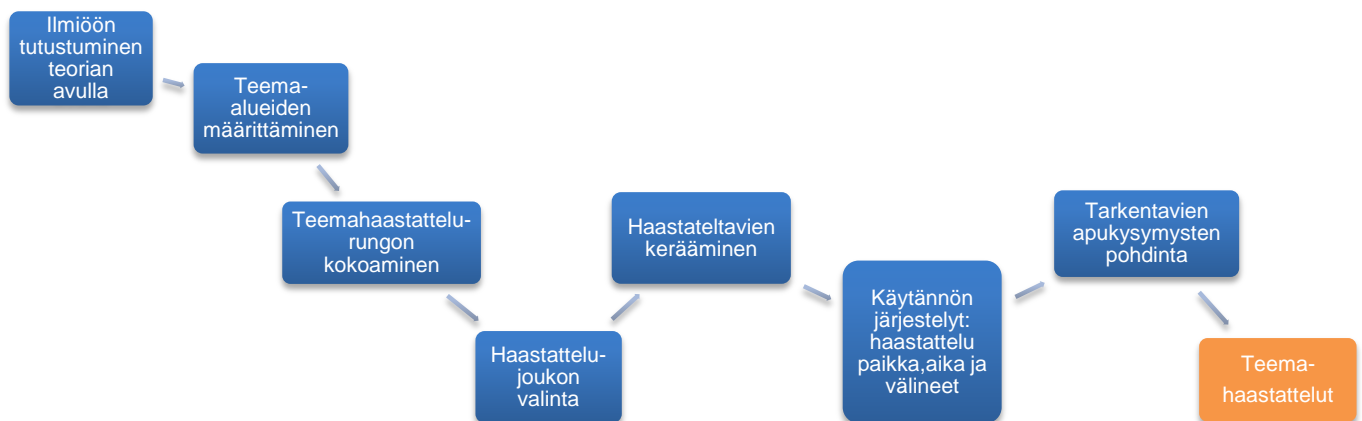 Ilmiöön
tutustuminen
teorian
avulla
Teema-
alueiden
määrittäminen
Teemahaastattelu-
rungon
kokoaminen
Haastattelu-
joukon
valinta
Haastateltavien
kerääminen
Käytännön
järjestelyt:
haastattelu
paikka,aika ja
välineet
Tarkentavien
apukysymysten
pohdinta
Teema-
haastattelut